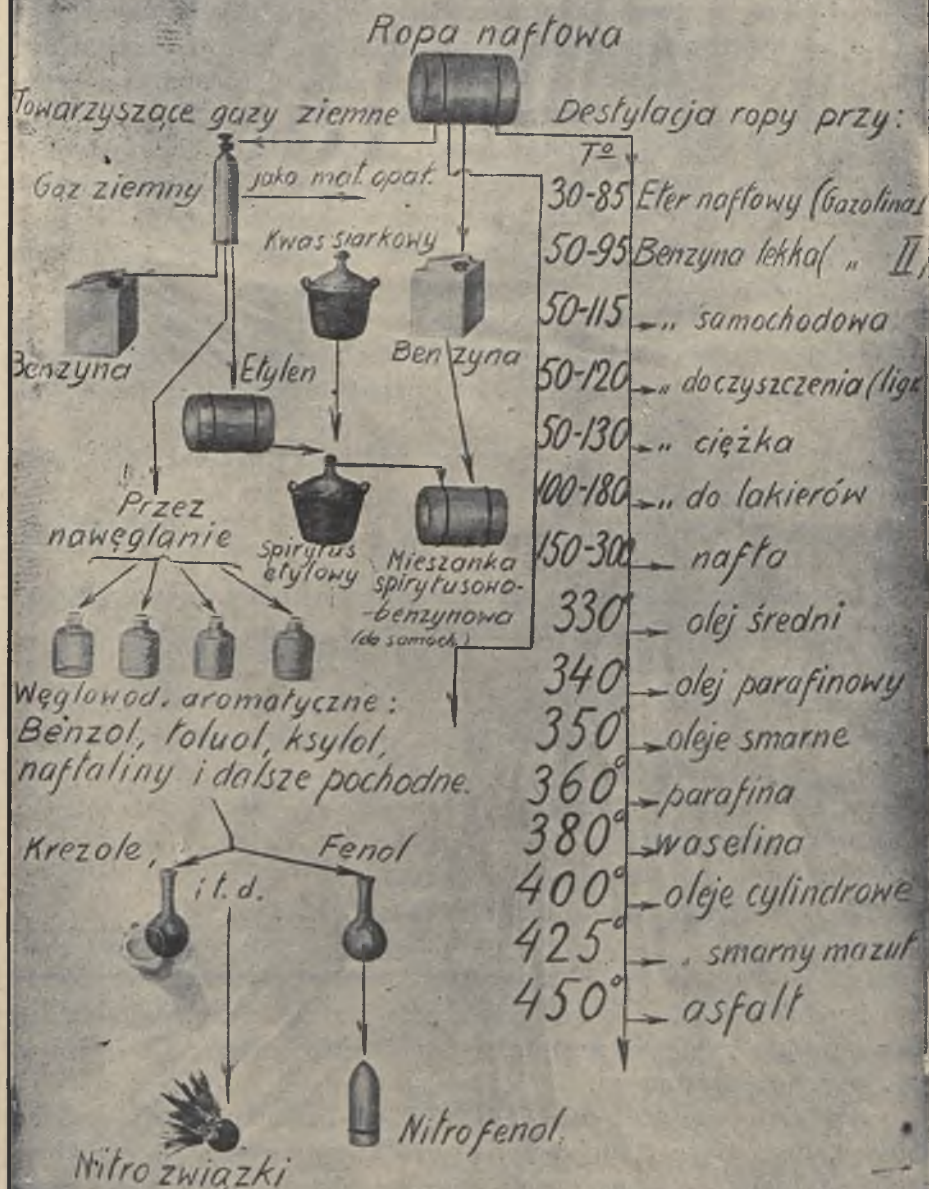 Ropa naftowa
Towarzyszące gazy ziemne
Gaz ziemny
jako mat. opał.
Kwas siarkowy
Benzyna
Etylen
Benzyna
Przez
nawęglanie
Spirytus
etylowy
Mieszanka
spirytusowo-
-benzynowa
(do samoch.)
Węglowod. aromatyczne:
Benzol, toluol, ksylol,
naftaliny i dalsze pochodne.
Krezole,
i t. d.
Fenol
Nitrozwiązki
Nitrofenol.
Destylacja ropy przy:
Tº
30-85 Eter naftowy (Gazolina I
50-95 Benzyna lekka ( „ II,
50-115 „ samochodowa
50-120 „ do czyszczenia (ligr
50-130 „ ciężka
100-180 „ do lakierów
150-300 nafta
330° olej średni
340° olej parafinowy
350° oleje smarne
360° parafina
380° waselina
400° oleje cylindrowe
425° „ smarny mazut
450° asfalt